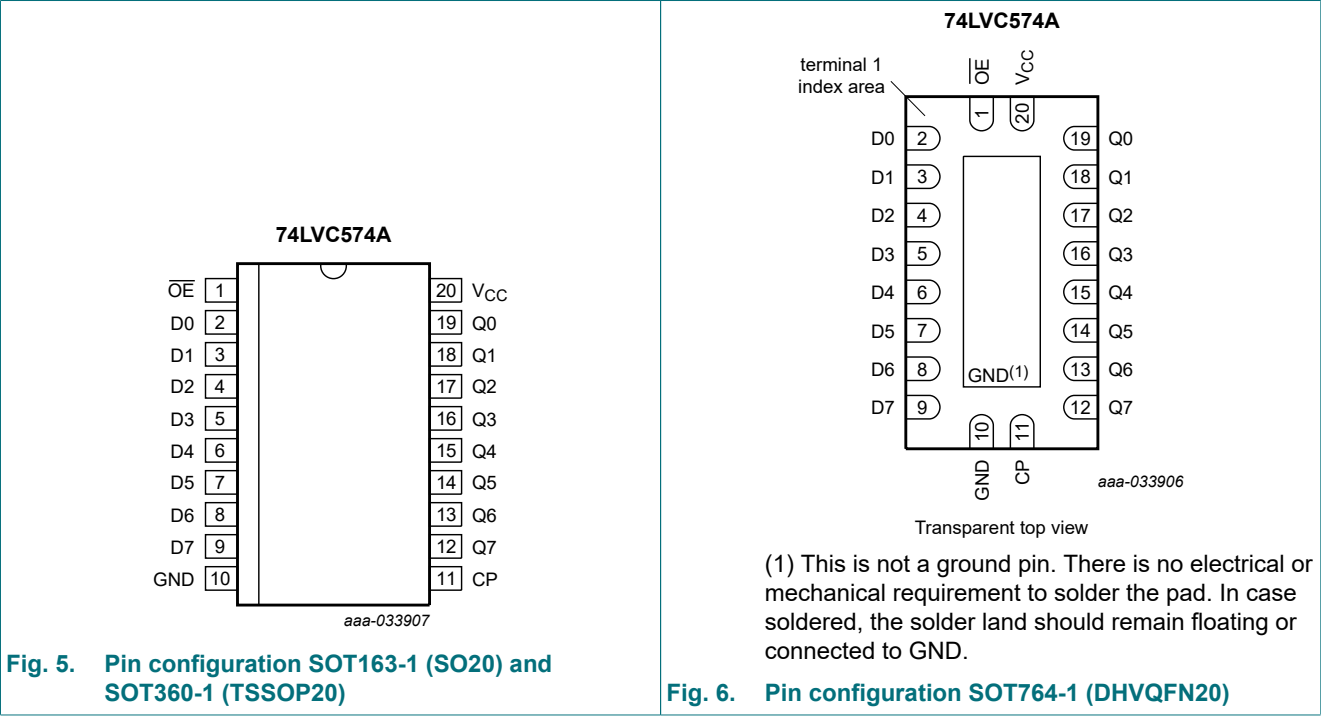 74LVC574A
OE 1 20 VCC
D0 2 19 Q0
D1 3 18 Q1
D2 4 17 Q2
D3 5 16 Q3
D4 6 15 Q4
D5 7 14 Q5
D6 8 13 Q6
D7 9 12 Q7
GND 10 11 CP
aaa-033907
Fig. 5. Pin configuration SOT163-1 (SO20) and
SOT360-1 (TSSOP20)
74LVC574A
terminal 1
index area
OE VCC
1 20
D0 2 19 Q0
D1 3 18 Q1
D2 4 17 Q2
D3 5 16 Q3
D4 6 15 Q4
D5 7 14 Q5
D6 8 13 Q6
GND(1)
D7 9 12 Q7
10 11
GND CP
aaa-033906
Transparent top view
(1) This is not a ground pin. There is no electrical or
mechanical requirement to solder the pad. In case
soldered, the solder land should remain floating or
connected to GND.
Fig. 6. Pin configuration SOT764-1 (DHVQFN20)